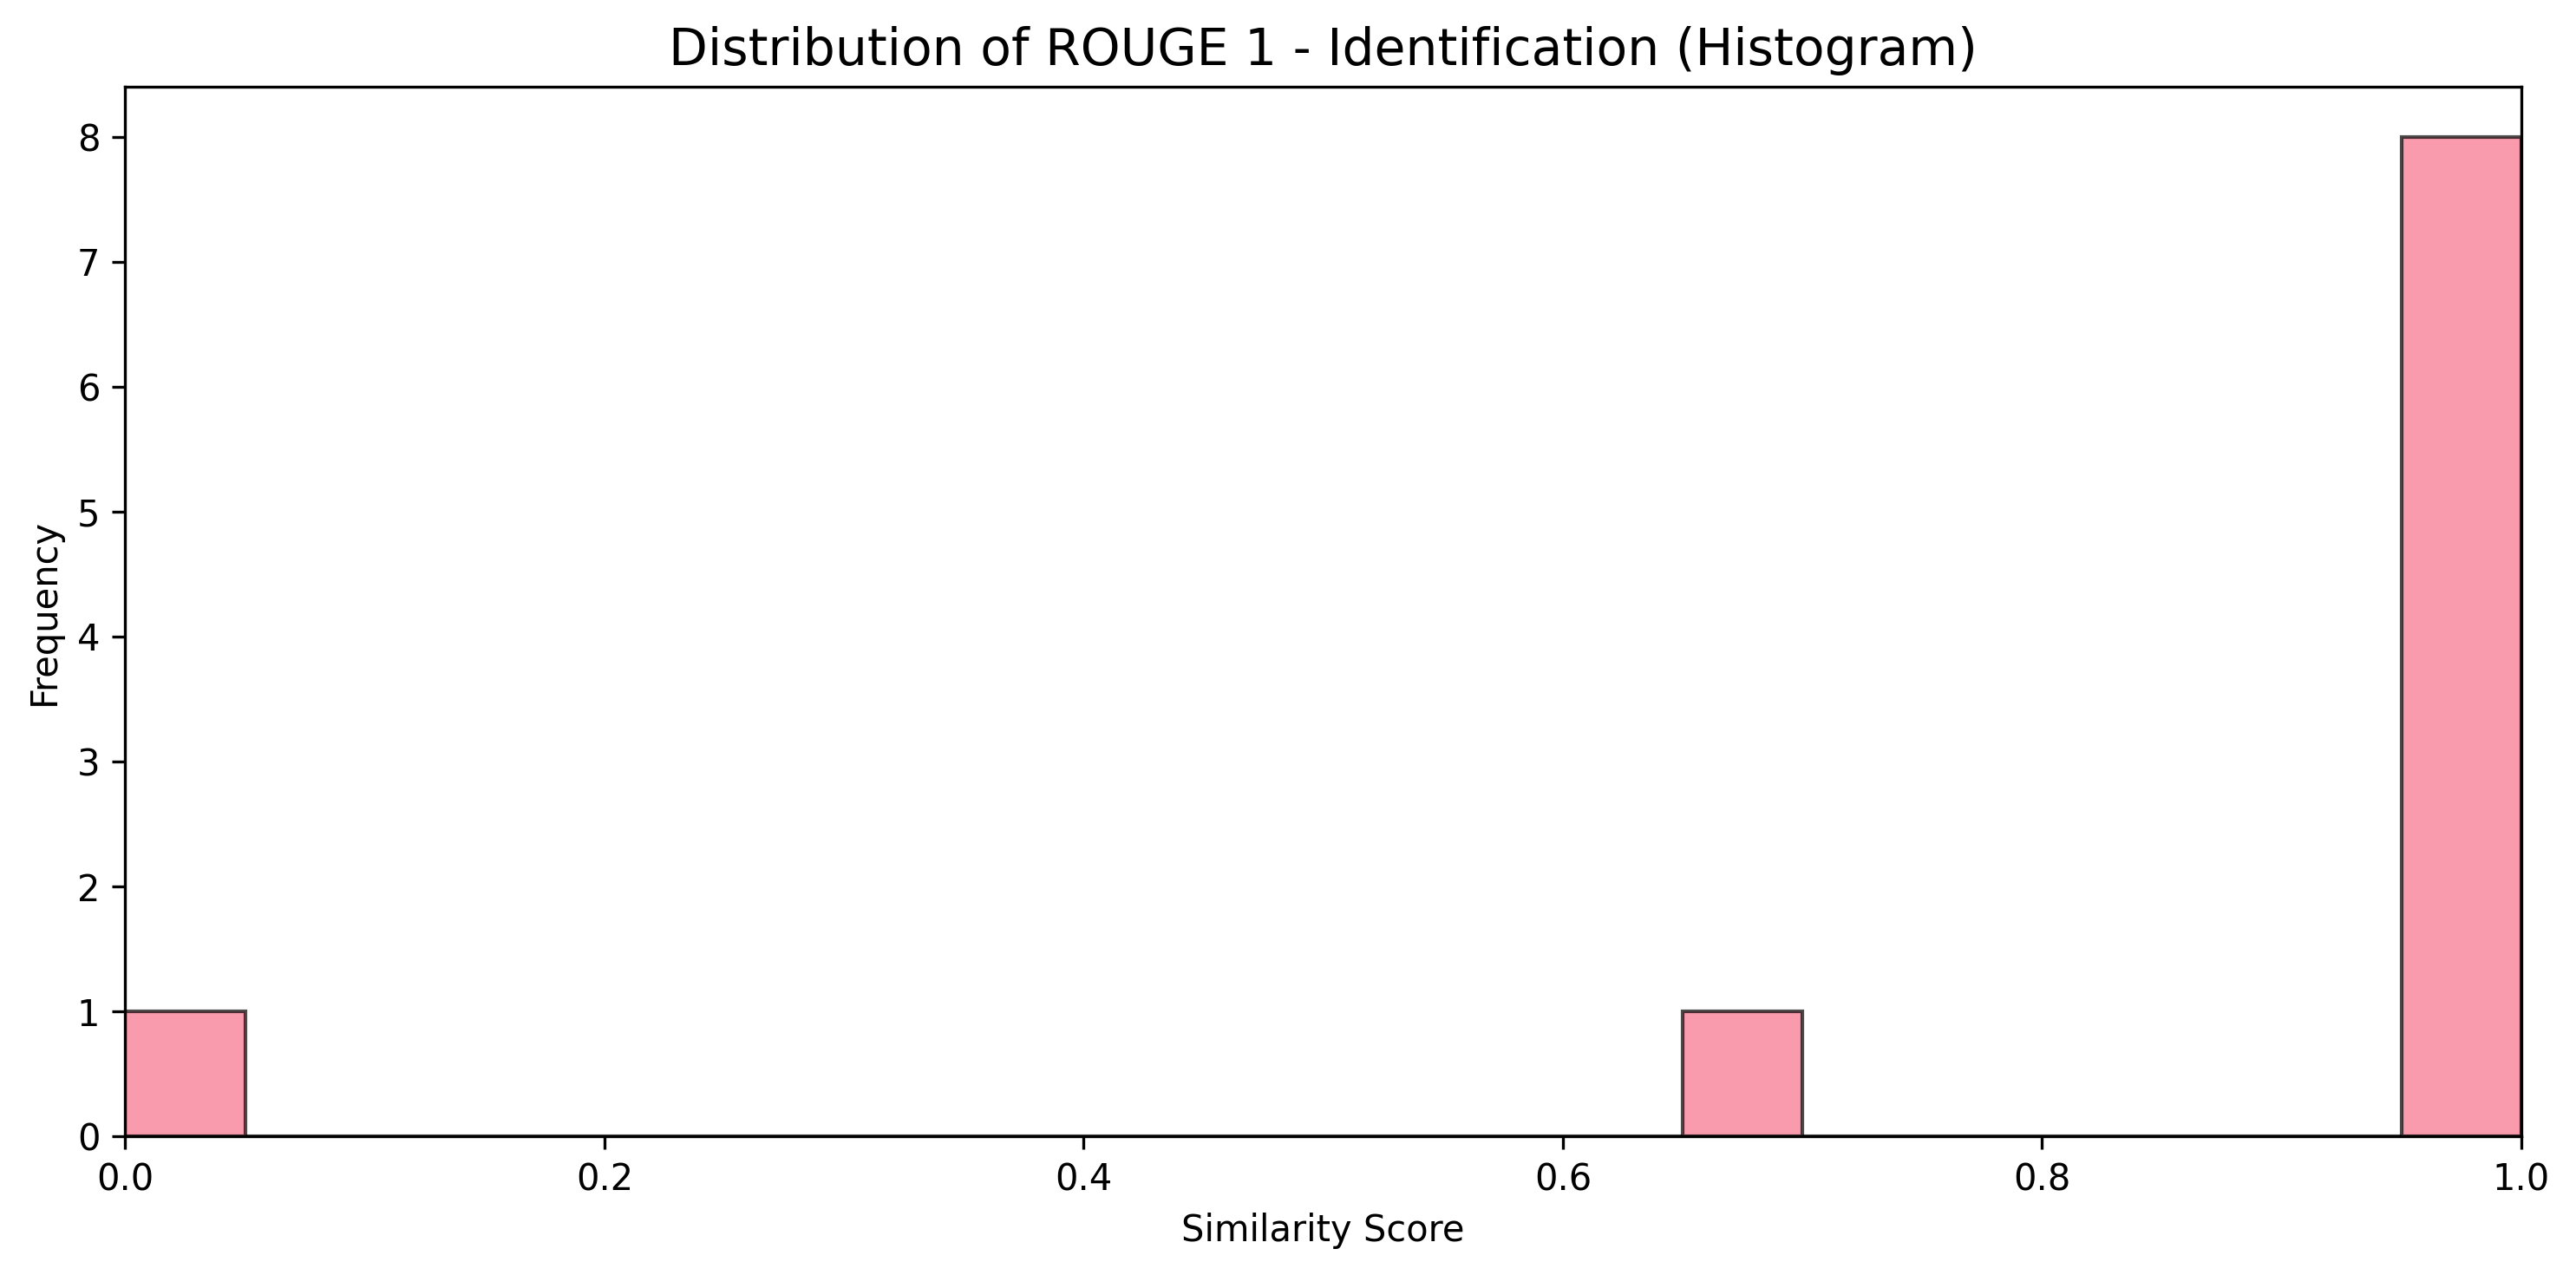 Distribution of ROUGE 1 - Identification (Histogram)
8
7
6
5
4
3
2
1
0
Frequency
0.0 0.2 0.4 0.6 0.8 1.0
Similarity Score